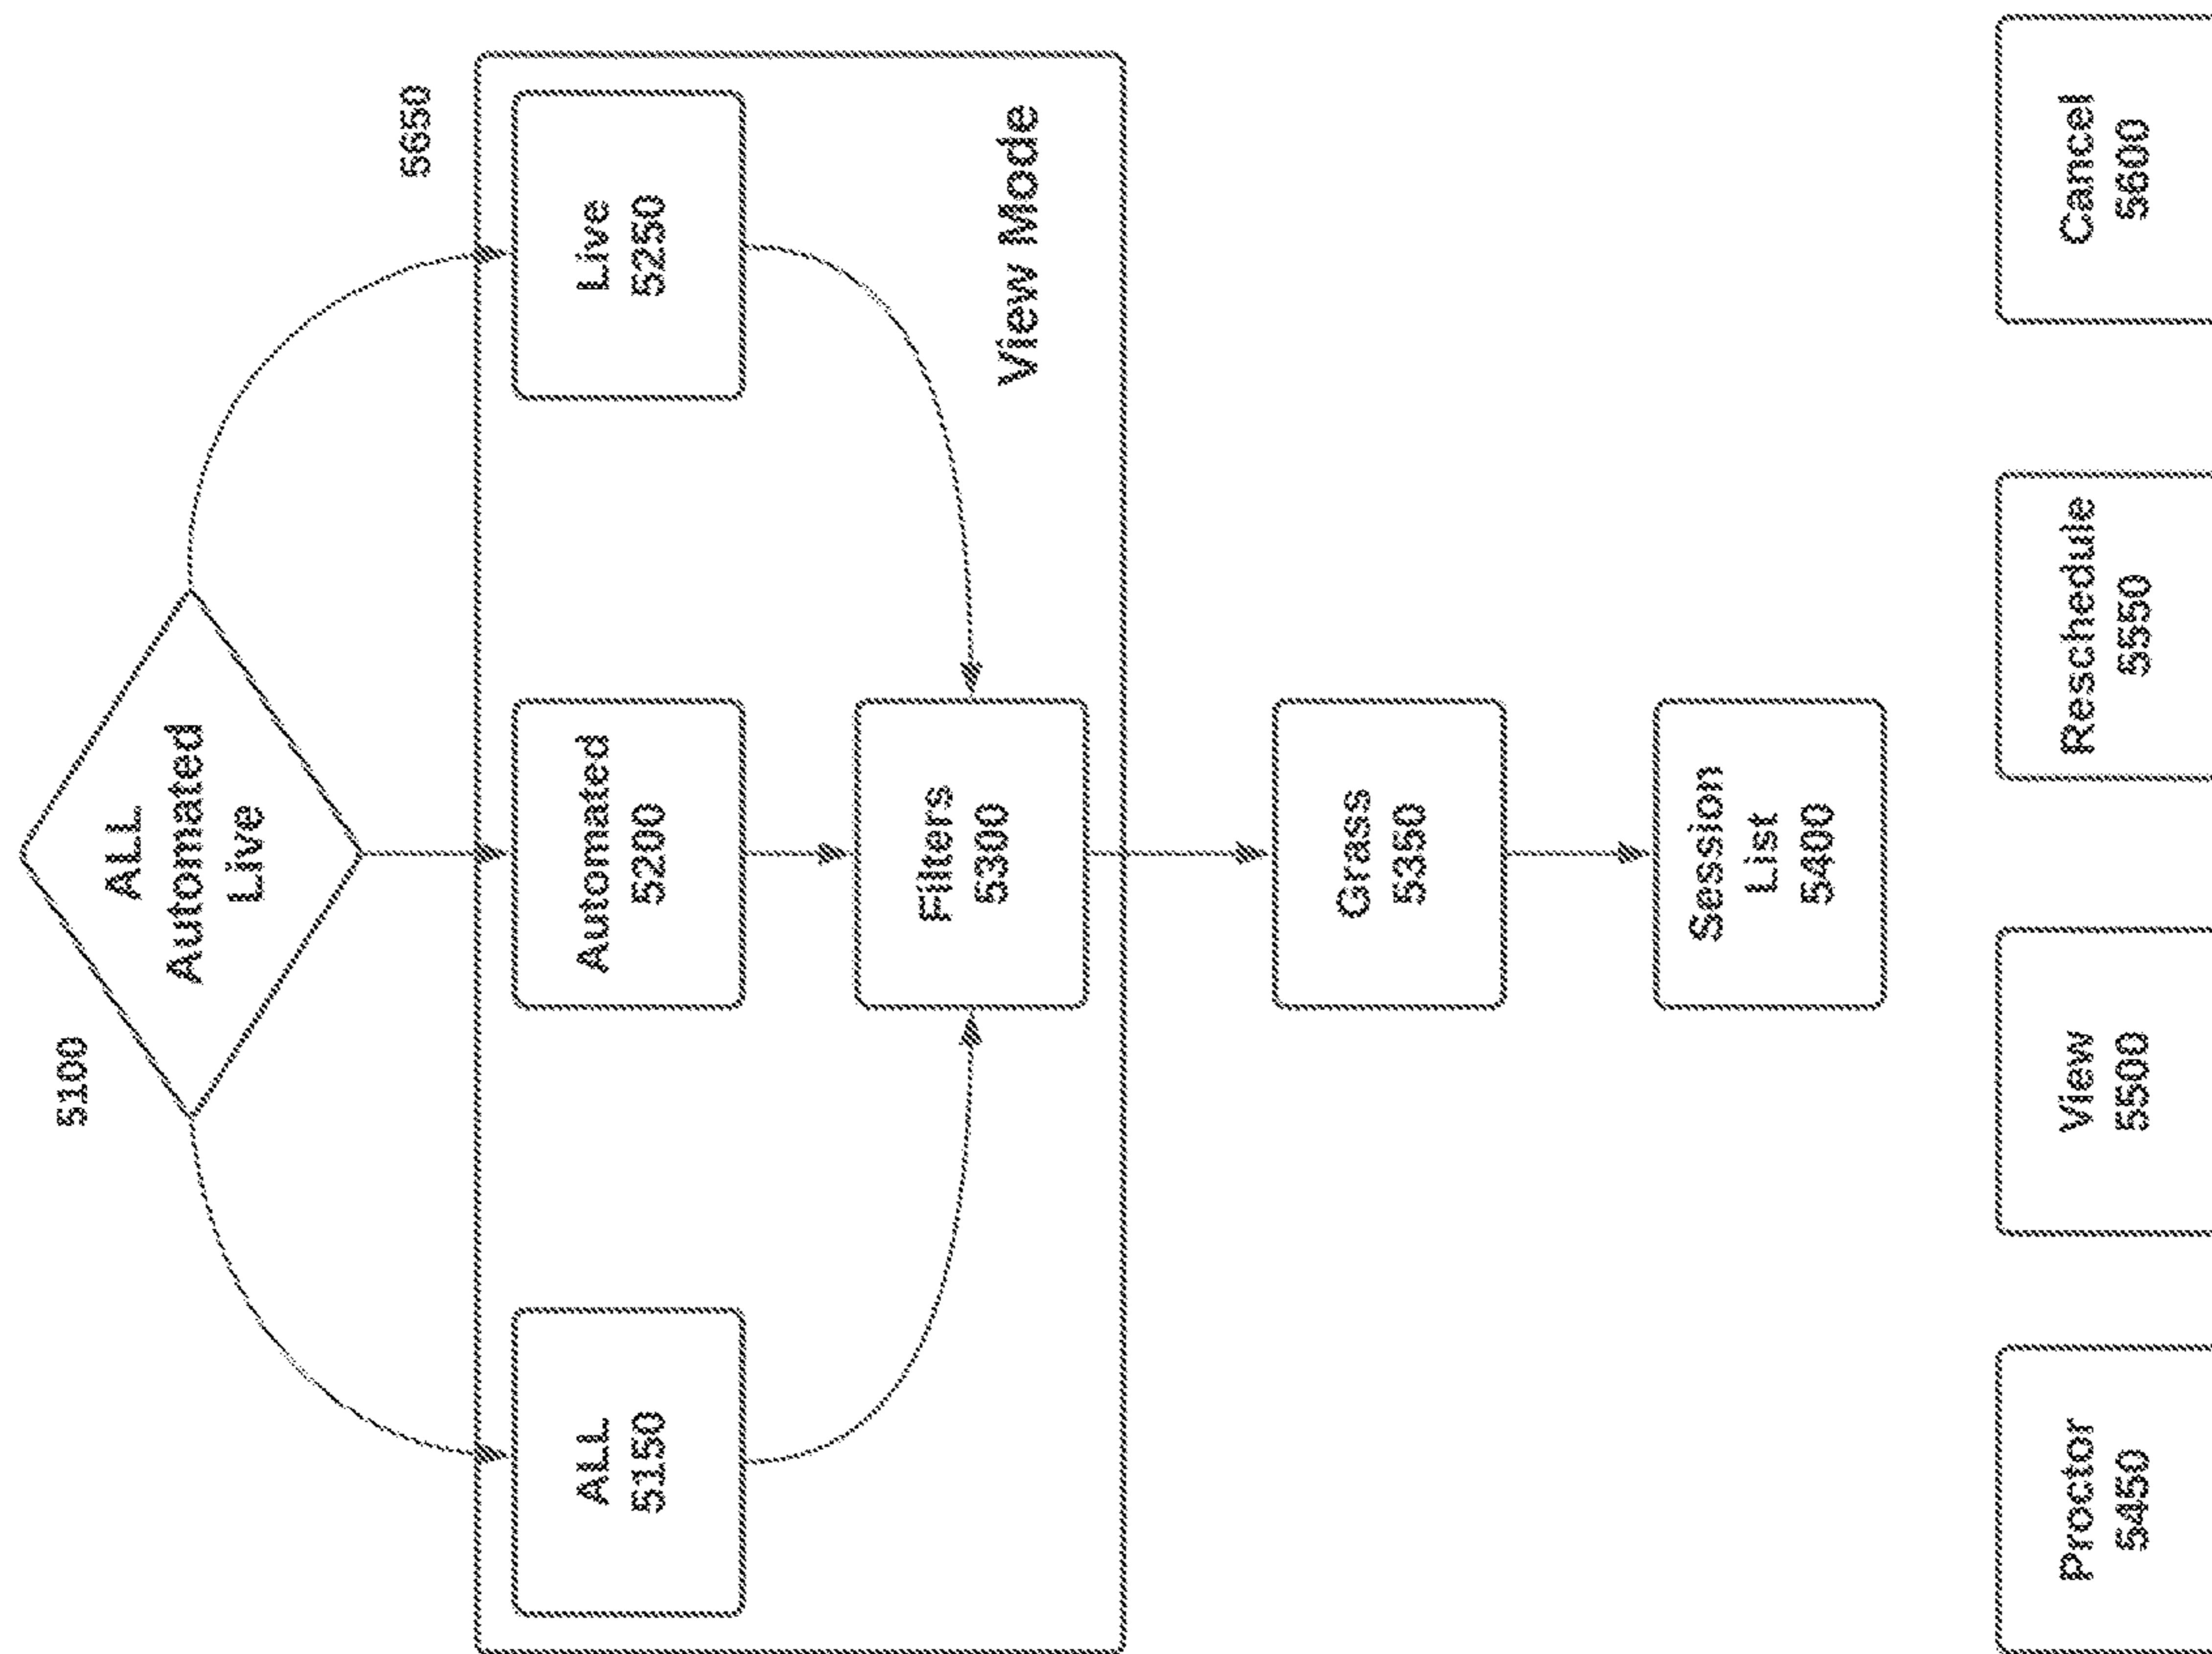 5100
ALL
Automated
Live
5650
ALL
5150
Automated
5200
Live
5250
Filters
5300
View Mode
Grass
5350
Session
List
5400
Proctor
5450
View
5500
Reschedule
5550
Cancel
5600